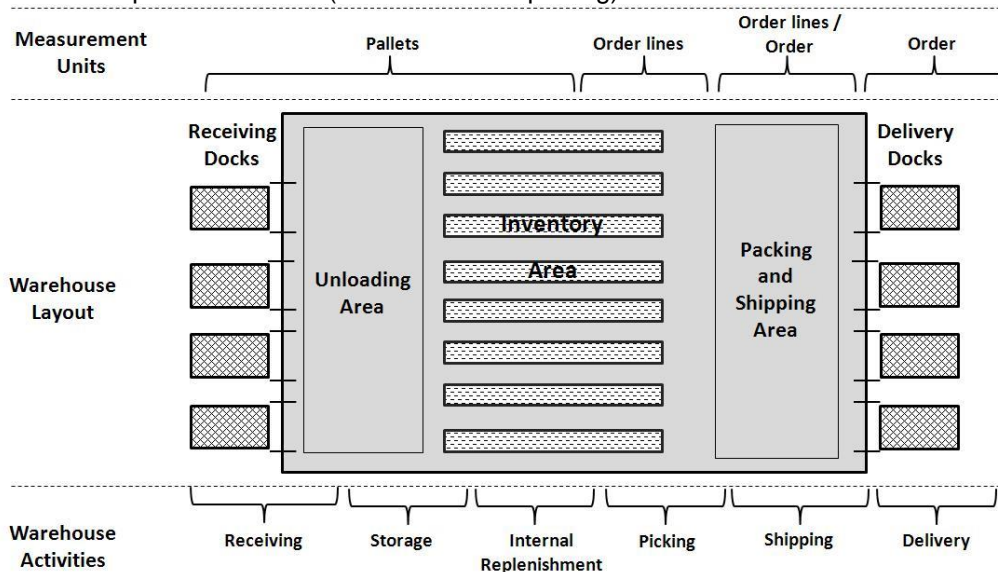 Measurement
Units
Pallets
Order lines
Order lines /
Order
Order
Receiving
Docks
Delivery
Docks
Warehouse
Layout
Unloading
Area
Inventory
Area
Packing
and
Shipping
Area
Warehouse
Activities
Receiving
Storage
Internal
Replenishment
Picking
Shipping
Delivery